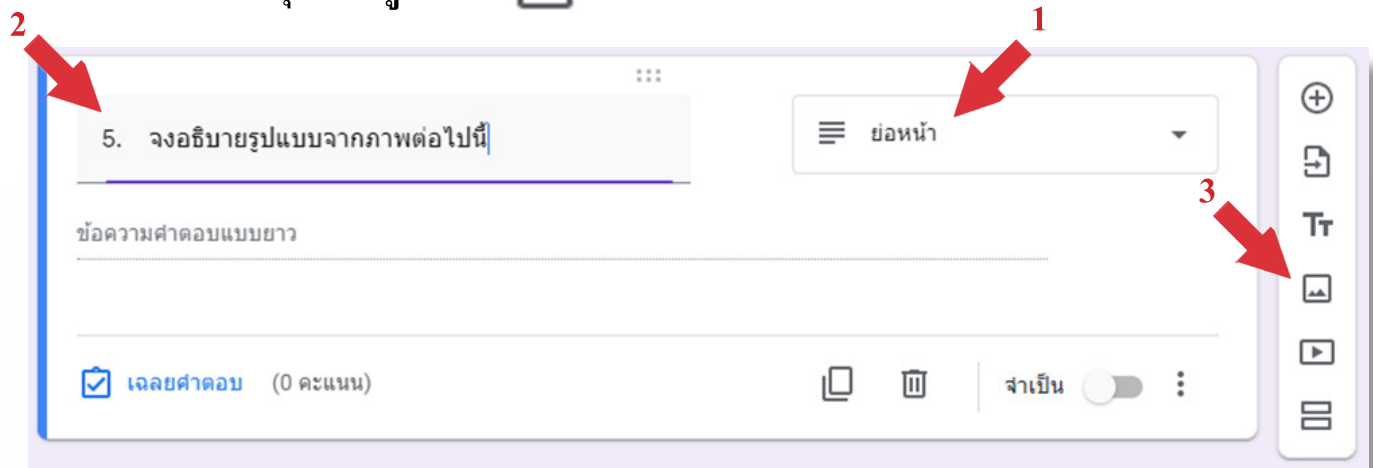 2
1
5. จงอธิบายรูปแบบจากภาพต่อไปนี้
ย่อหน้า
3
Tт
ข้อความคำตอบแบบยาว
เฉลยคำตอบ (0 คะแนน)
จำเป็น